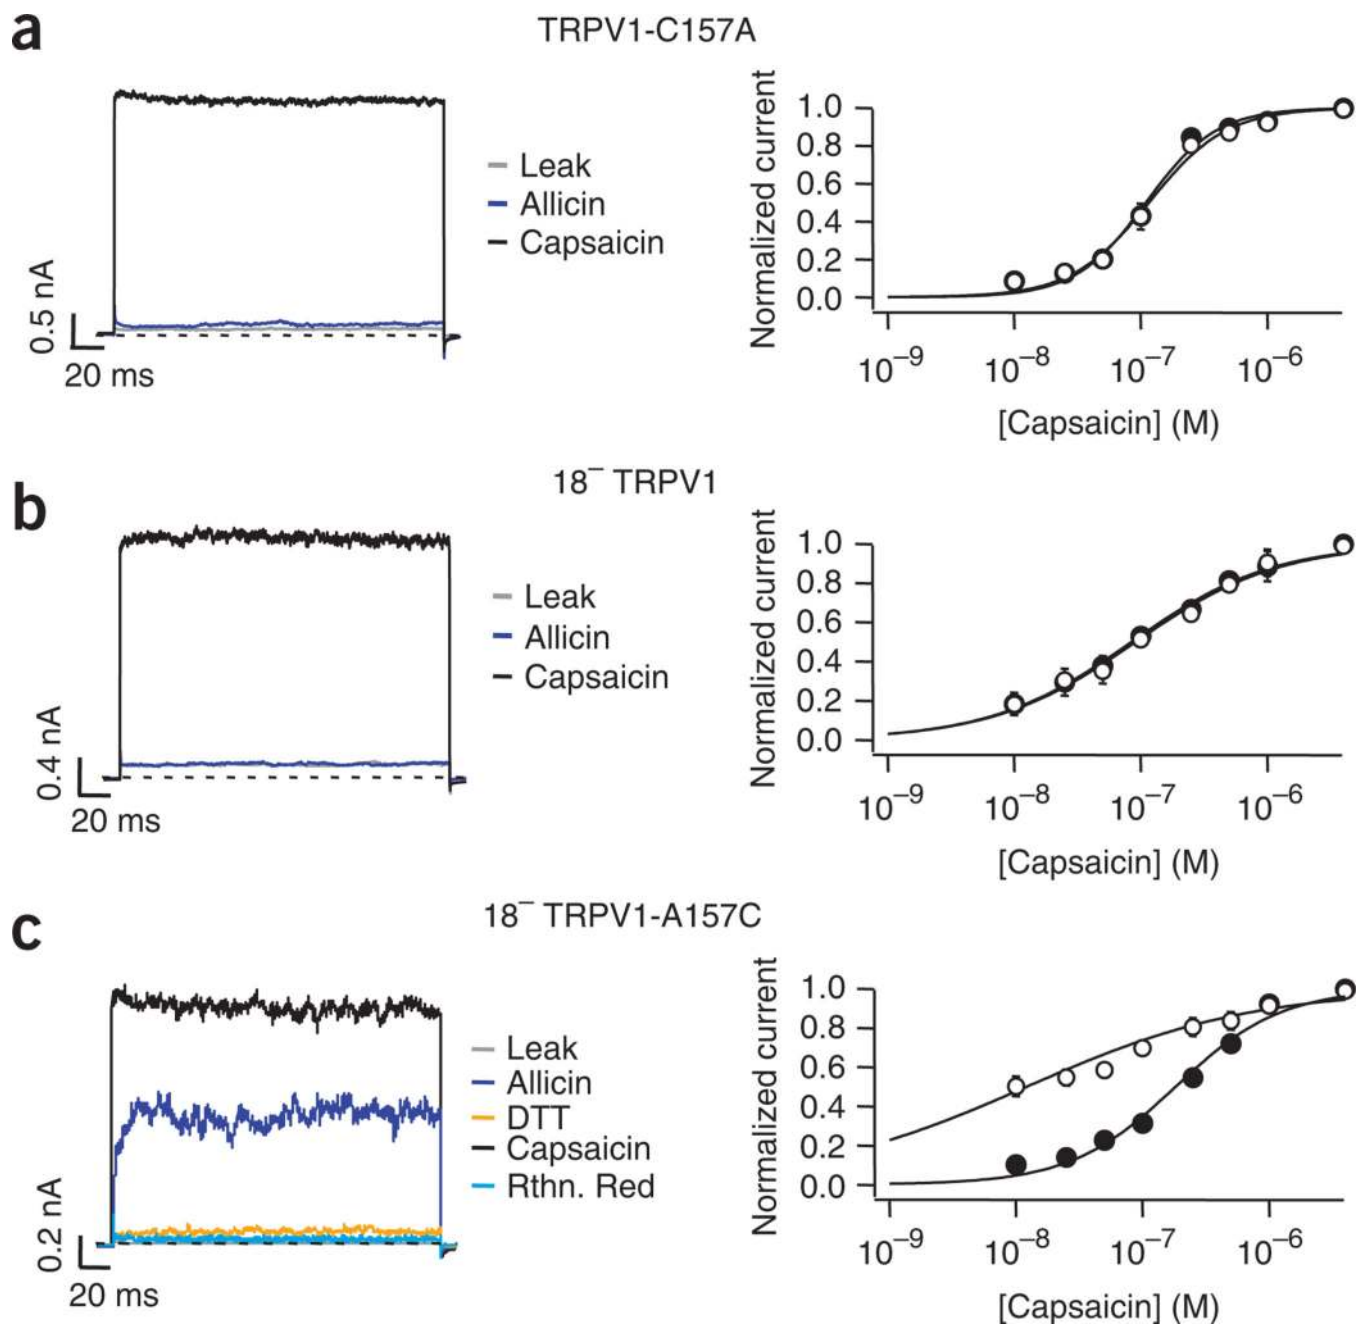 a
TRPV1-C157A
Leak
Allicin
Capsaicin
0.5 nA
20 ms
Normalized current
1.0
0.8
0.6
0.4
0.2
0.0
10⁻⁹ 10⁻⁸ 10⁻⁷ 10⁻⁶
[Capsaicin] (M)
b
18⁻ TRPV1
Leak
Allicin
Capsaicin
0.4 nA
20 ms
Normalized current
1.0
0.8
0.6
0.4
0.2
0.0
10⁻⁹ 10⁻⁸ 10⁻⁷ 10⁻⁶
[Capsaicin] (M)
c
18⁻ TRPV1-A157C
Leak
Allicin
DTT
Capsaicin
Rthn. Red
0.2 nA
20 ms
Normalized current
1.0
0.8
0.6
0.4
0.2
0.0
10⁻⁹ 10⁻⁸ 10⁻⁷ 10⁻⁶
[Capsaicin] (M)